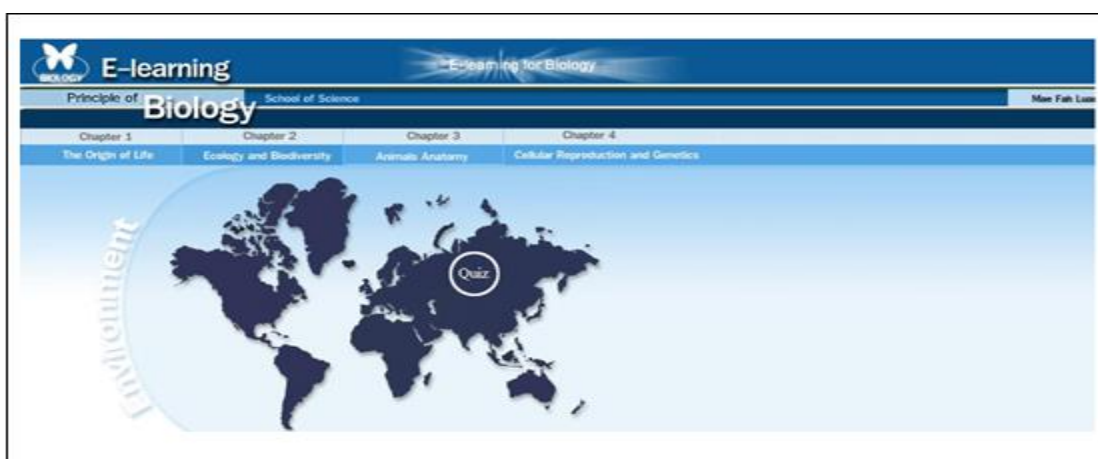 BIOLOGY E-learning
E-learning for Biology
Principle of Biology
School of Science
Mae Fah
Chapter 1
Chapter 2
Chapter 3
Chapter 4
The Origin of Life
Ecology and Biodiversity
Animals Anatomy
Cellular Reproduction and Genetics
Environment
Quiz